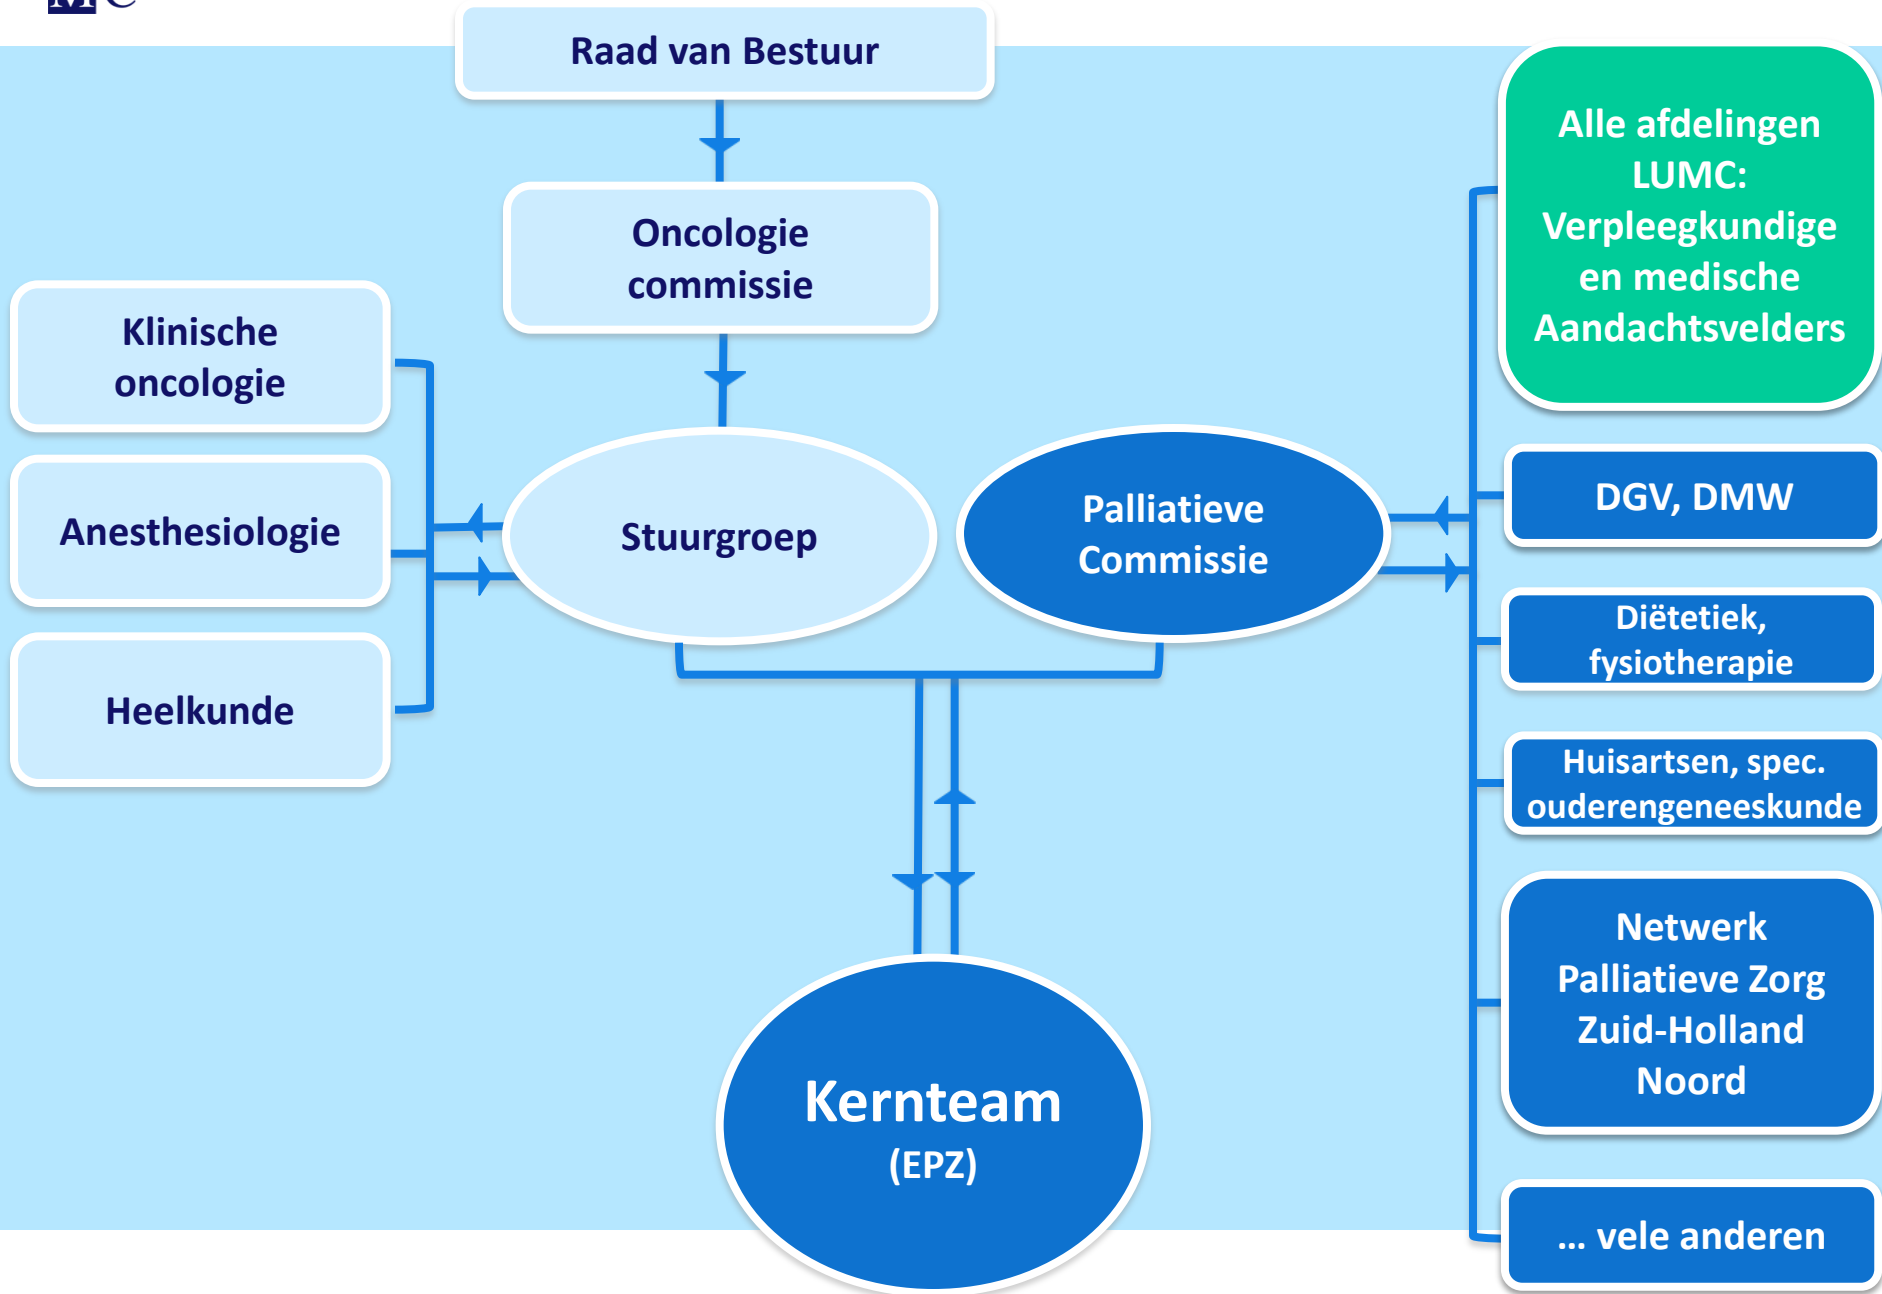 MC
Raad van Bestuur
Oncologie
commissie
Klinische
oncologie
Anesthesiologie
Heelkunde
Stuurgroep
Palliatieve
Commissie
Kernteam
(EPZ)
Alle afdelingen
LUMC:
Verpleegkundige
en medische
Aandachtsvelders
DGV, DMW
Diëtetiek,
fysiotherapie
Huisartsen, spec.
ouderengeneeskunde
Netwerk
Palliatieve Zorg
Zuid-Holland
Noord
... vele anderen